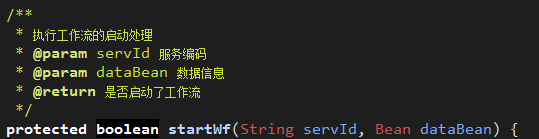 /**
 * 执行工作流的启动处理
 * @param servId 服务编码
 * @param dataBean 数据信息
 * @return 是否启动了工作流
 */
protected boolean startWf(String servId, Bean dataBean) {